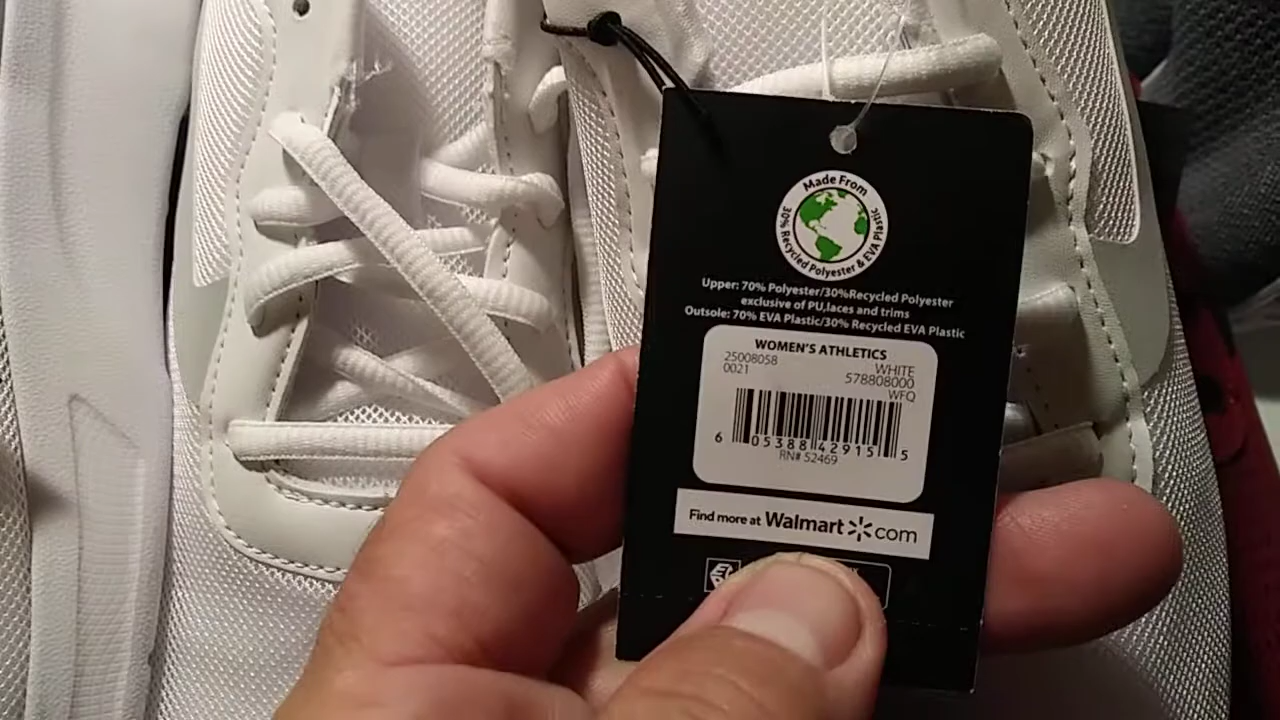 Made From
30% Recycled Polyester & EVA Plastic
Upper: 70% Polyester/30%Recycled Polyester
exclusive of PU,laces and trims
Outsole: 70% EVA Plastic/30% Recycled EVA Plastic
WOMEN'S ATHLETICS
25008058 WHITE
0021 578808000
WFQ
6 05388 42915 5
RN# 52469
Find more at Walmart com